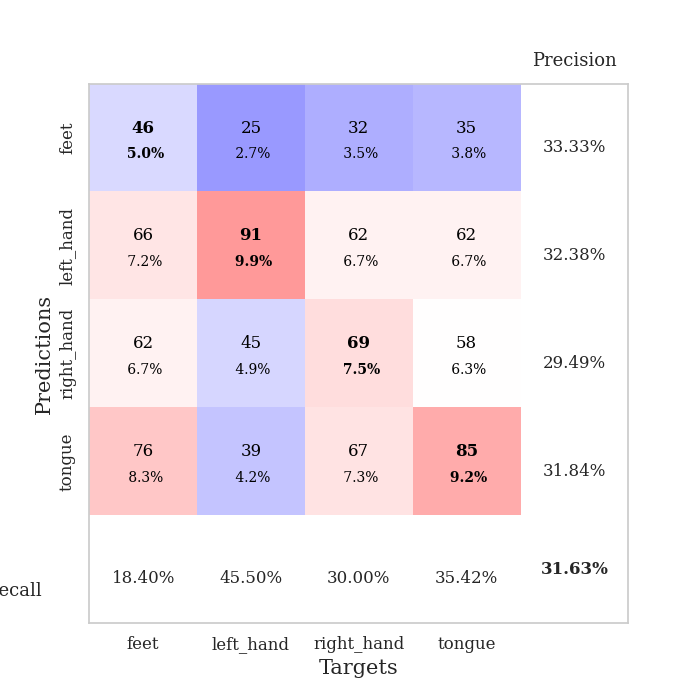 Precision
feet
46 25 32 35 33.33%
5.0% 2.7% 3.5% 3.8%
left_hand
66 91 62 62 32.38%
7.2% 9.9% 6.7% 6.7%
Predictions
right_hand
62 45 69 58 29.49%
6.7% 4.9% 7.5% 6.3%
tongue
76 39 67 85 31.84%
8.3% 4.2% 7.3% 9.2%
ecall 18.40% 45.50% 30.00% 35.42% 31.63%
feet left_hand right_hand tongue
Targets